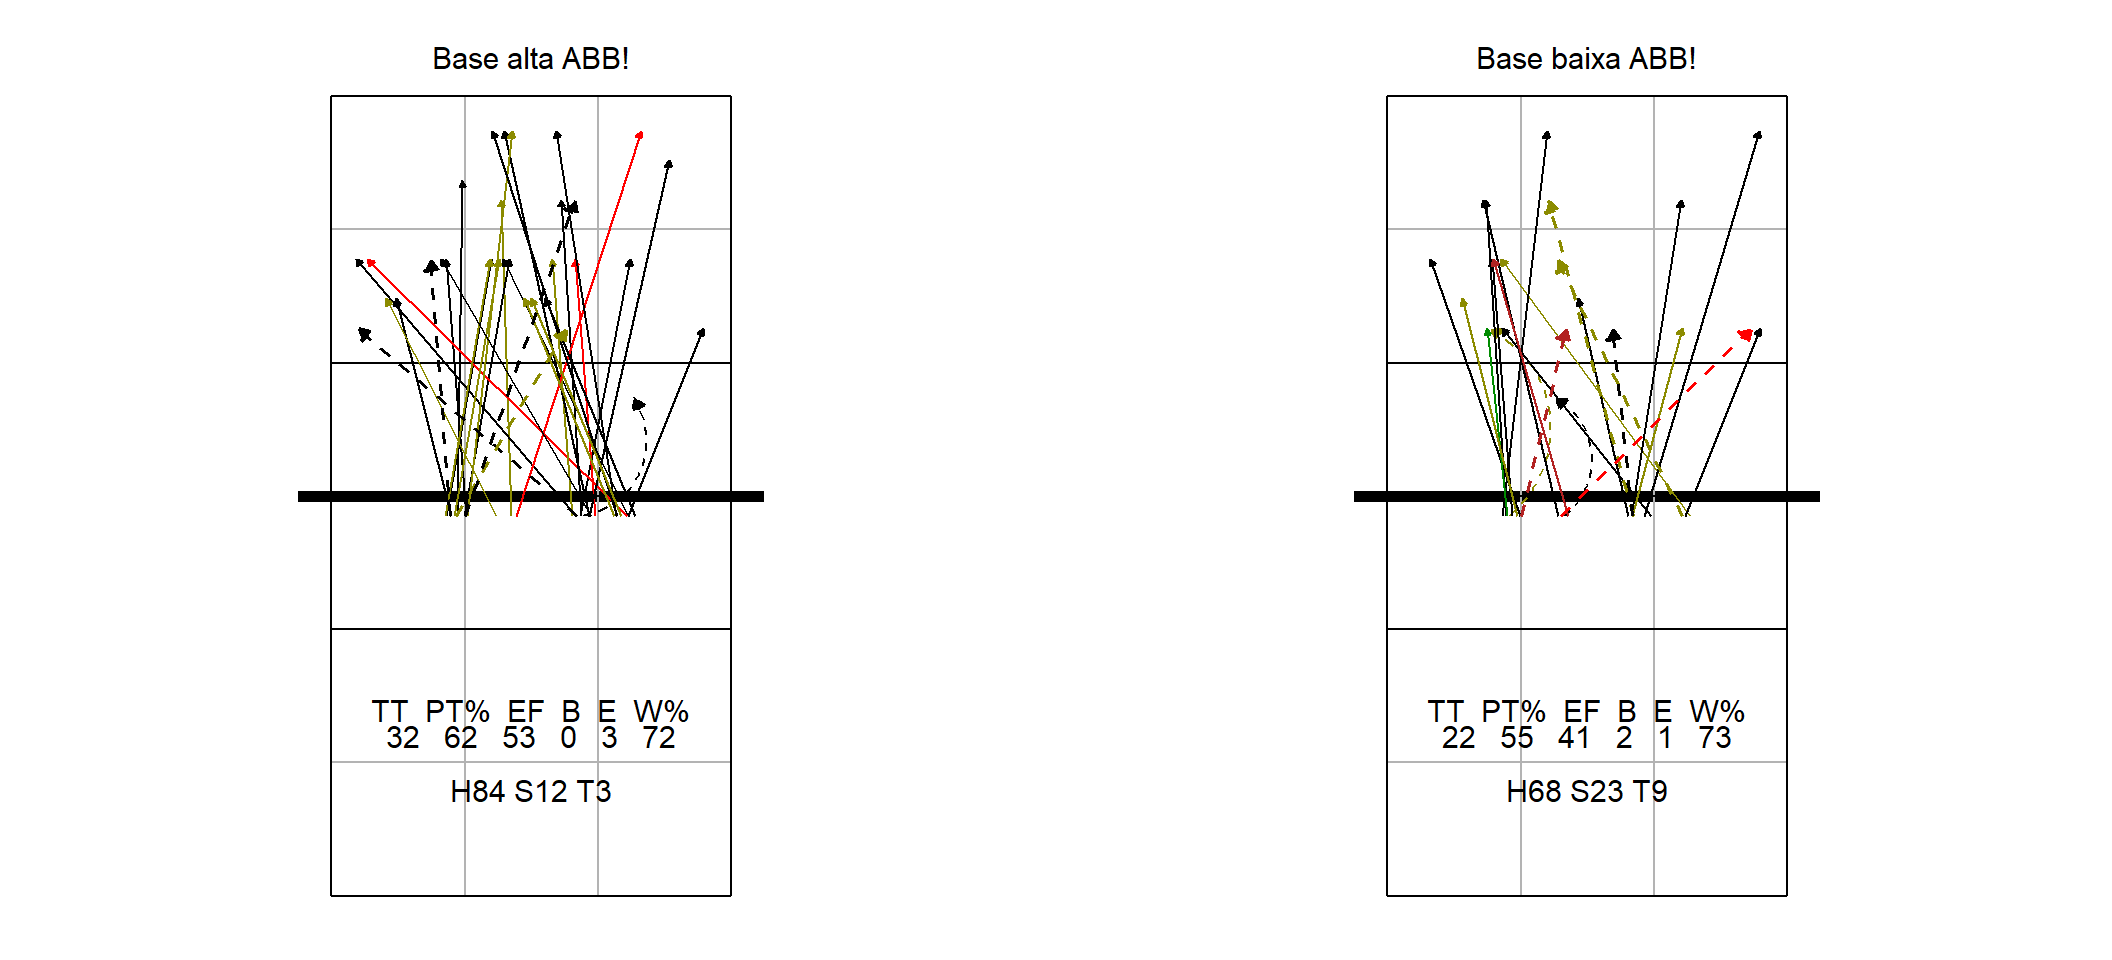 Base alta ABB!
TT PT% EF B E W%
32 62 53 0 3 72
H84 S12 T3
Base baixa ABB!
TT PT% EF B E W%
22 55 41 2 1 73
H68 S23 T9